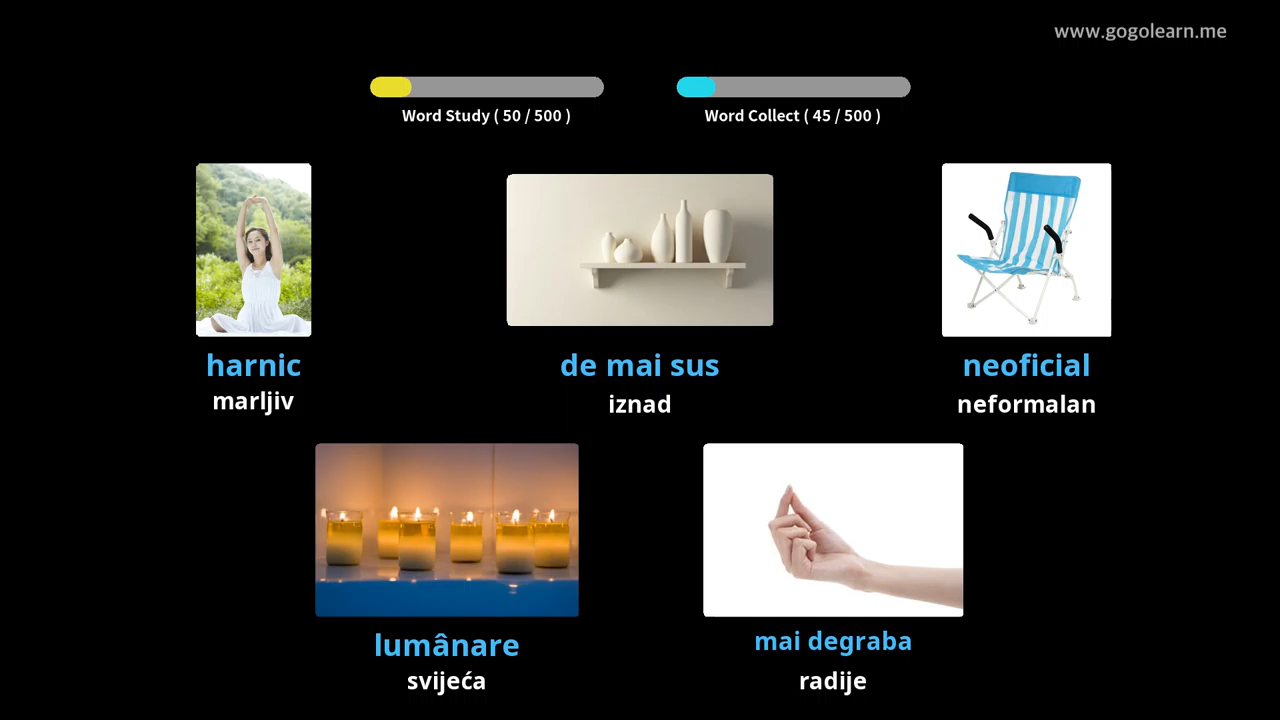 www.gogolearn.me
Word Study ( 50 / 500 )
Word Collect ( 45 / 500 )
harnic
marljiv
de mai sus
iznad
neoficial
neformalan
lumânare
svijeća
mai degraba
radije